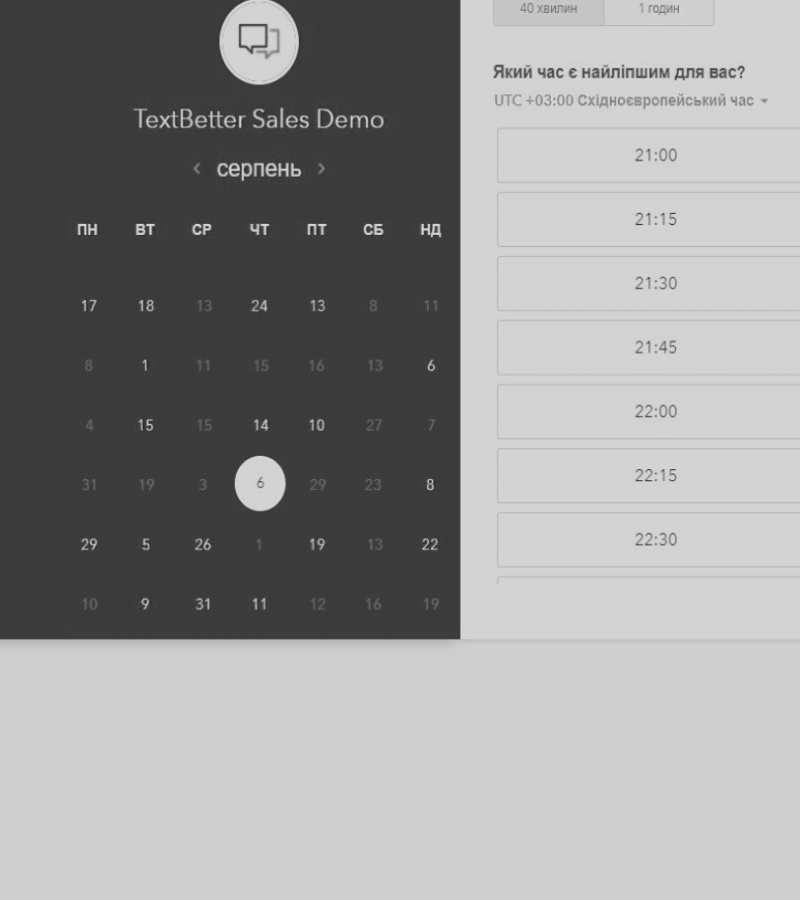 TextBetter Sales Demo
серпень
ПН ВТ СР ЧТ ПТ СБ НД
17 18 13 24 13 8 11
8 1 11 15 16 13 6
4 15 15 14 10 27 7
31 19 3 6 29 23 8
29 5 26 1 19 13 22
10 9 31 11 12 16 19
40 хвилин 1 годин
Який час є найліпшим для вас?
UTC +03:00 Східноєвропейський час
21:00
21:15
21:30
21:45
22:00
22:15
22:30